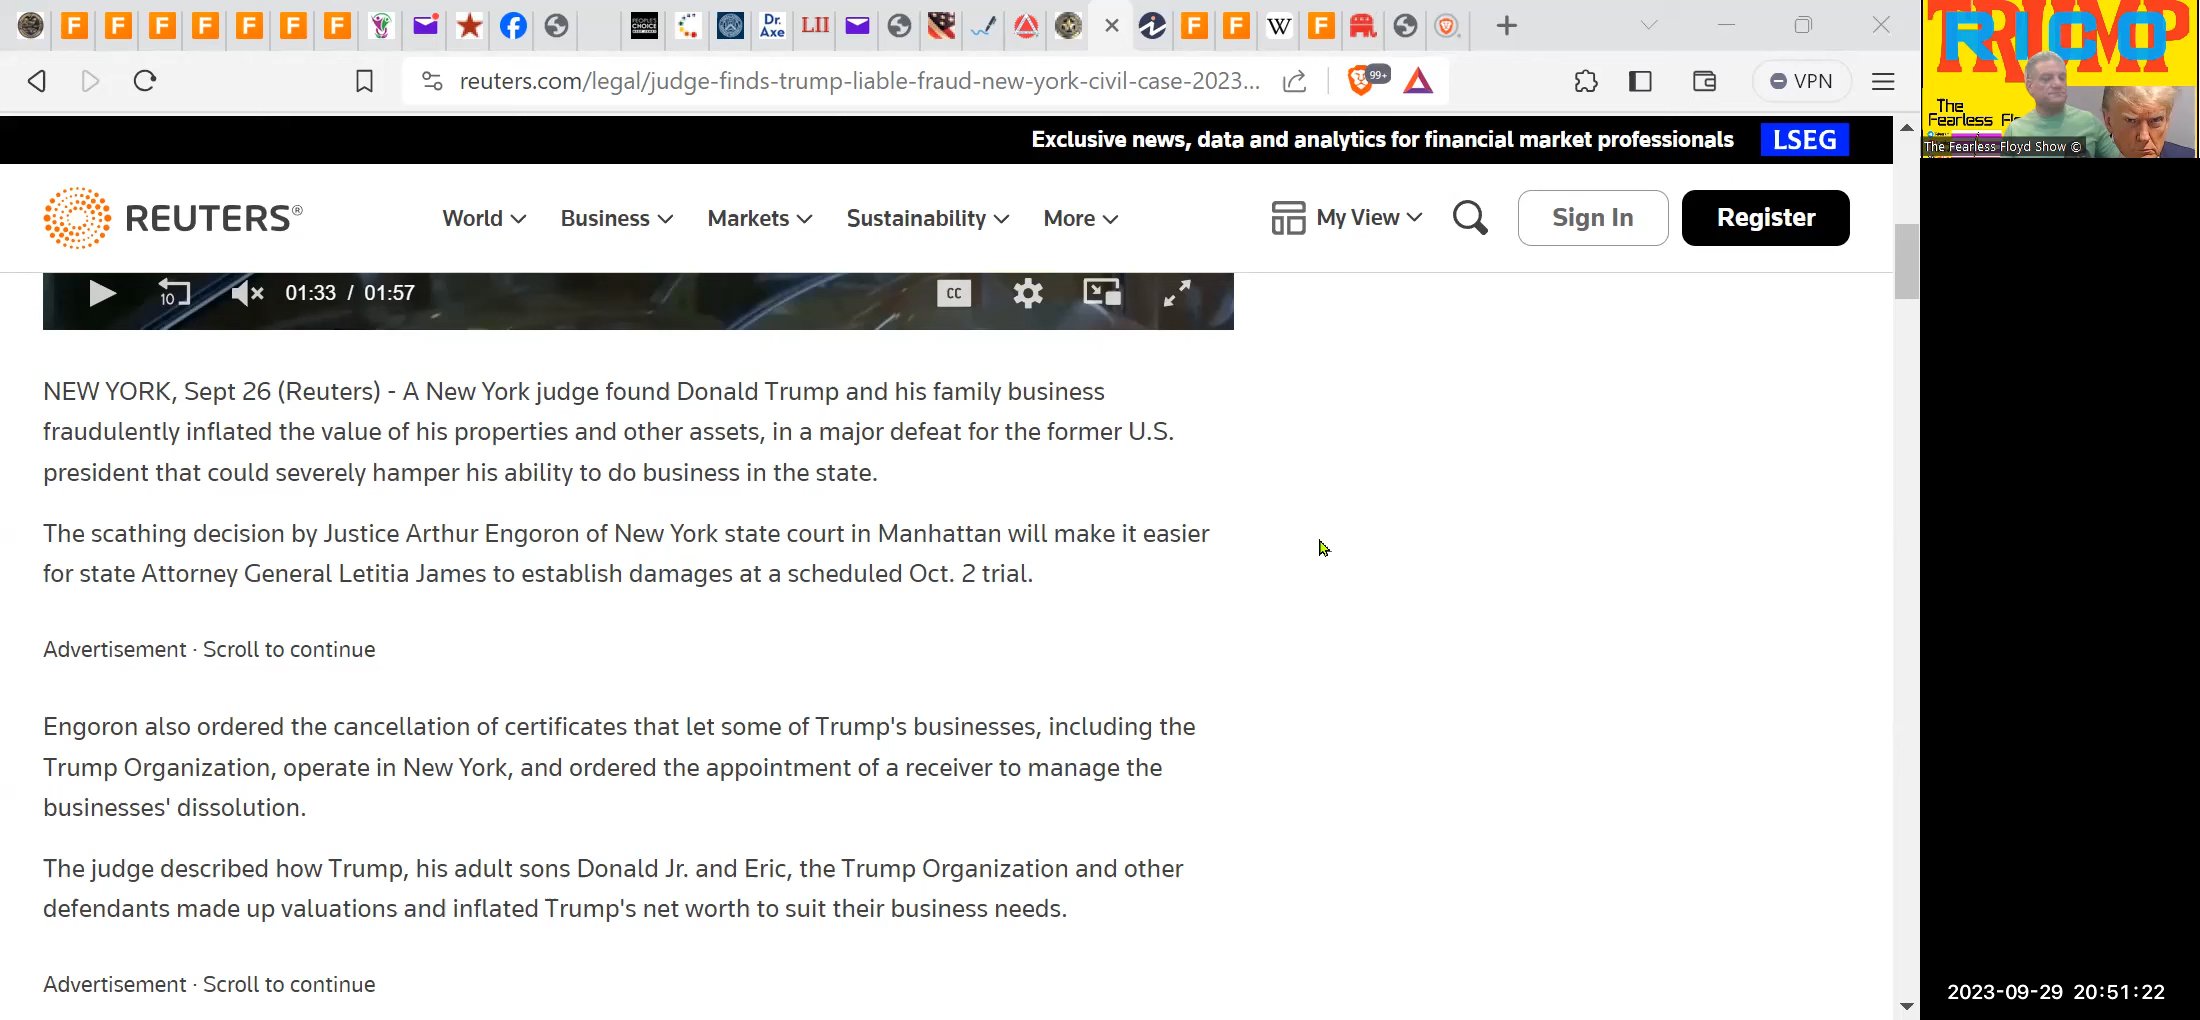 reuters.com/legal/judge-finds-trump-liable-fraud-new-york-civil-case-2023...
99+
VPN
Exclusive news, data and analytics for financial market professionals LSEG
REUTERS®
World Business Markets Sustainability More
My View Sign In Register
10 01:33 / 01:57 CC
NEW YORK, Sept 26 (Reuters) - A New York judge found Donald Trump and his family business
fraudulently inflated the value of his properties and other assets, in a major defeat for the former U.S.
president that could severely hamper his ability to do business in the state.
The scathing decision by Justice Arthur Engoron of New York state court in Manhattan will make it easier
for state Attorney General Letitia James to establish damages at a scheduled Oct. 2 trial.
Advertisement · Scroll to continue
Engoron also ordered the cancellation of certificates that let some of Trump's businesses, including the
Trump Organization, operate in New York, and ordered the appointment of a receiver to manage the
businesses' dissolution.
The judge described how Trump, his adult sons Donald Jr. and Eric, the Trump Organization and other
defendants made up valuations and inflated Trump's net worth to suit their business needs.
Advertisement · Scroll to continue
F F F F F F F
PEOPLE'S CHOICE
Dr. Axe
LII
F F W F
TRUMP
RICO
The
Fearless
The Fearless Floyd Show ©
2023-09-29 20:51:22